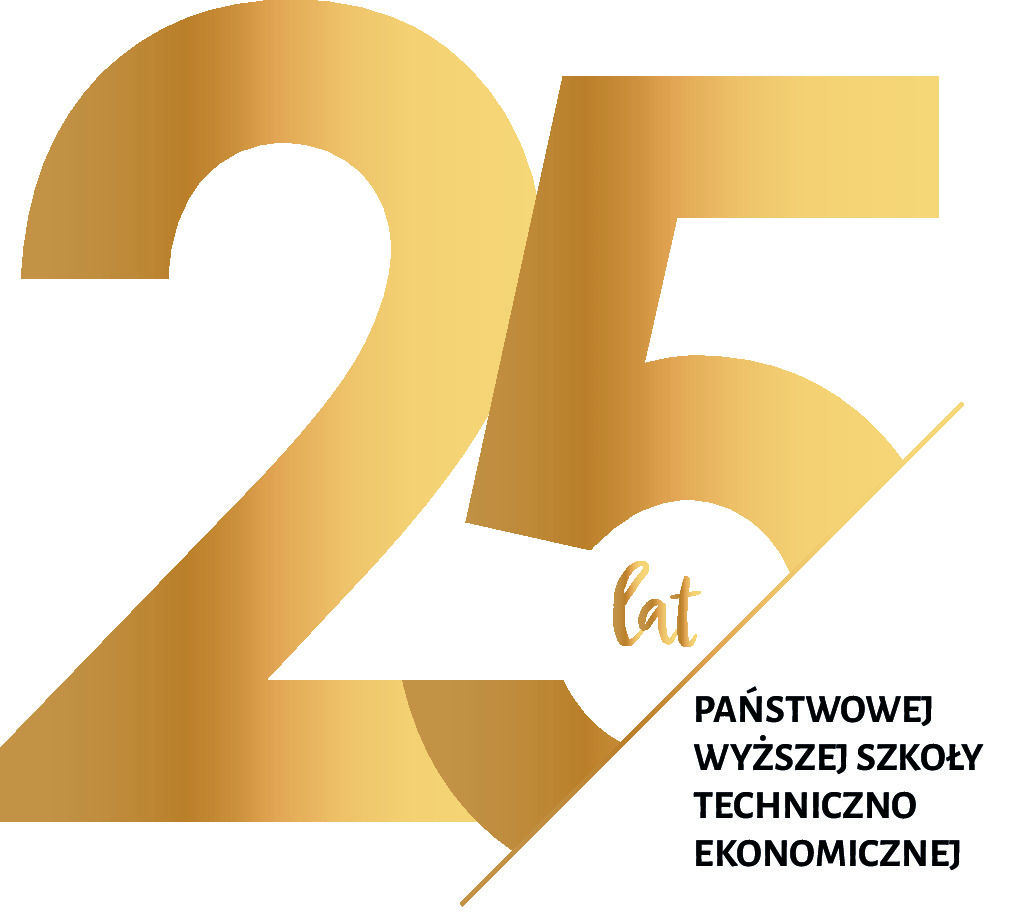 25
lat
PAŃSTWOWEJ
WYŻSZEJ SZKOŁY
TECHNICZNO
EKONOMICZNEJ